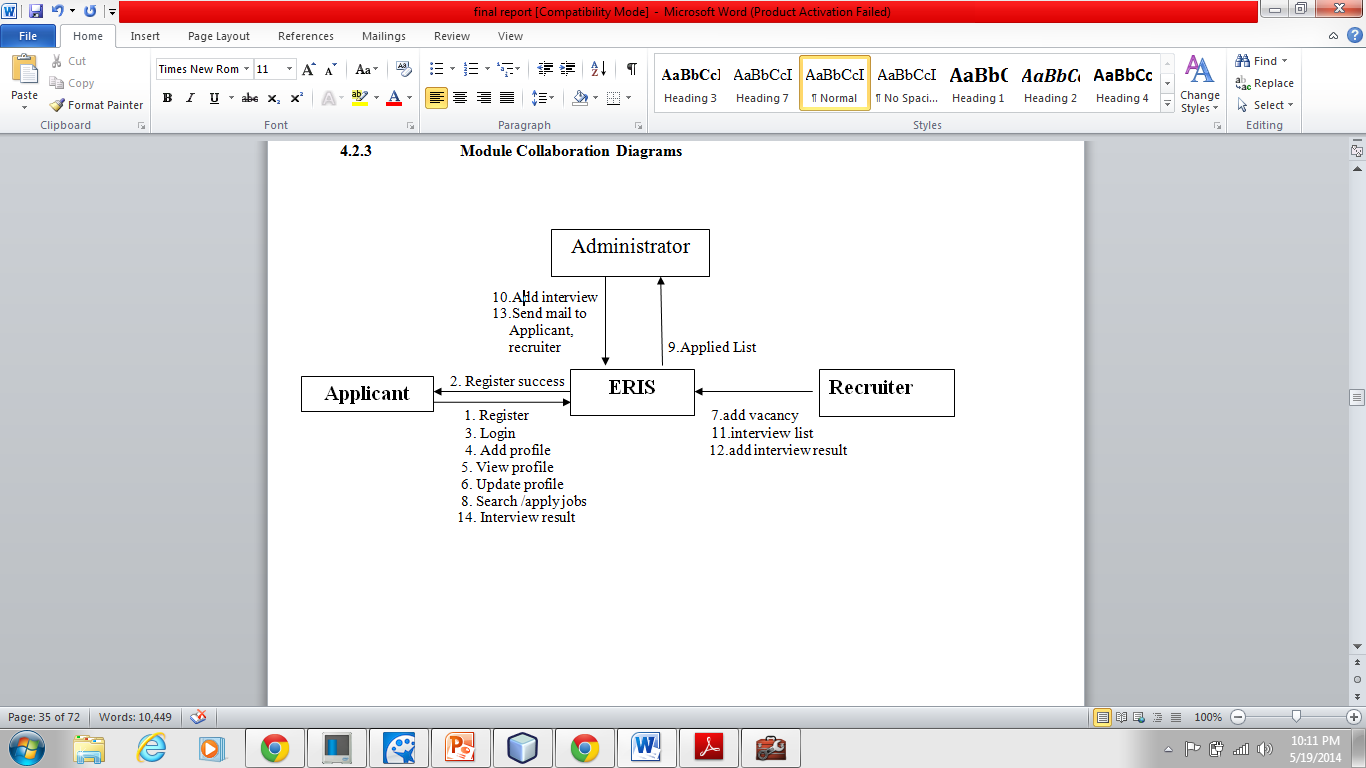 final report [Compatibility Mode] - Microsoft Word (Product Activation Failed)
File Home Insert Page Layout References Mailings Review View
Paste
Cut
Copy
Format Painter
Clipboard
Times New Rom 11
Font
Paragraph
AaBbCcI AaBbCcI AaBbCcI AaBbCcI AaBbC AaBbCc AaBbCc
Heading 3 ¶ Normal Heading 7 ¶ No Spaci... Heading 1 Heading 2 Heading 4
Styles
Change
Styles
Find
Replace
Select
Editing
4.2.3 Module Collaboration Diagrams
Administrator
10.Add interview
13.Send mail to
Applicant,
recruiter
9.Applied List
Applicant
2. Register success
ERIS
Recruiter
1. Register
3. Login
4. Add profile
5. View profile
6. Update profile
8. Search /apply jobs
14. Interview result
7.add vacancy
11.interview list
12.add interview result
Page: 35 of 72 Words: 10,449
100%
10:11 PM
5/19/2014